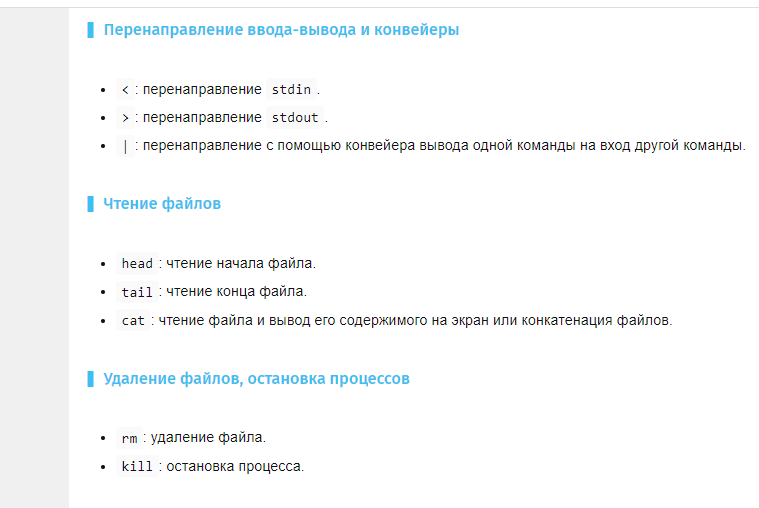 Перенаправление ввода-вывода и конвейеры
< : перенаправление stdin .
> : перенаправление stdout .
| : перенаправление с помощью конвейера вывода одной команды на вход другой команды.
Чтение файлов
head : чтение начала файла.
tail : чтение конца файла.
cat : чтение файла и вывод его содержимого на экран или конкатенация файлов.
Удаление файлов, остановка процессов
rm : удаление файла.
kill : остановка процесса.